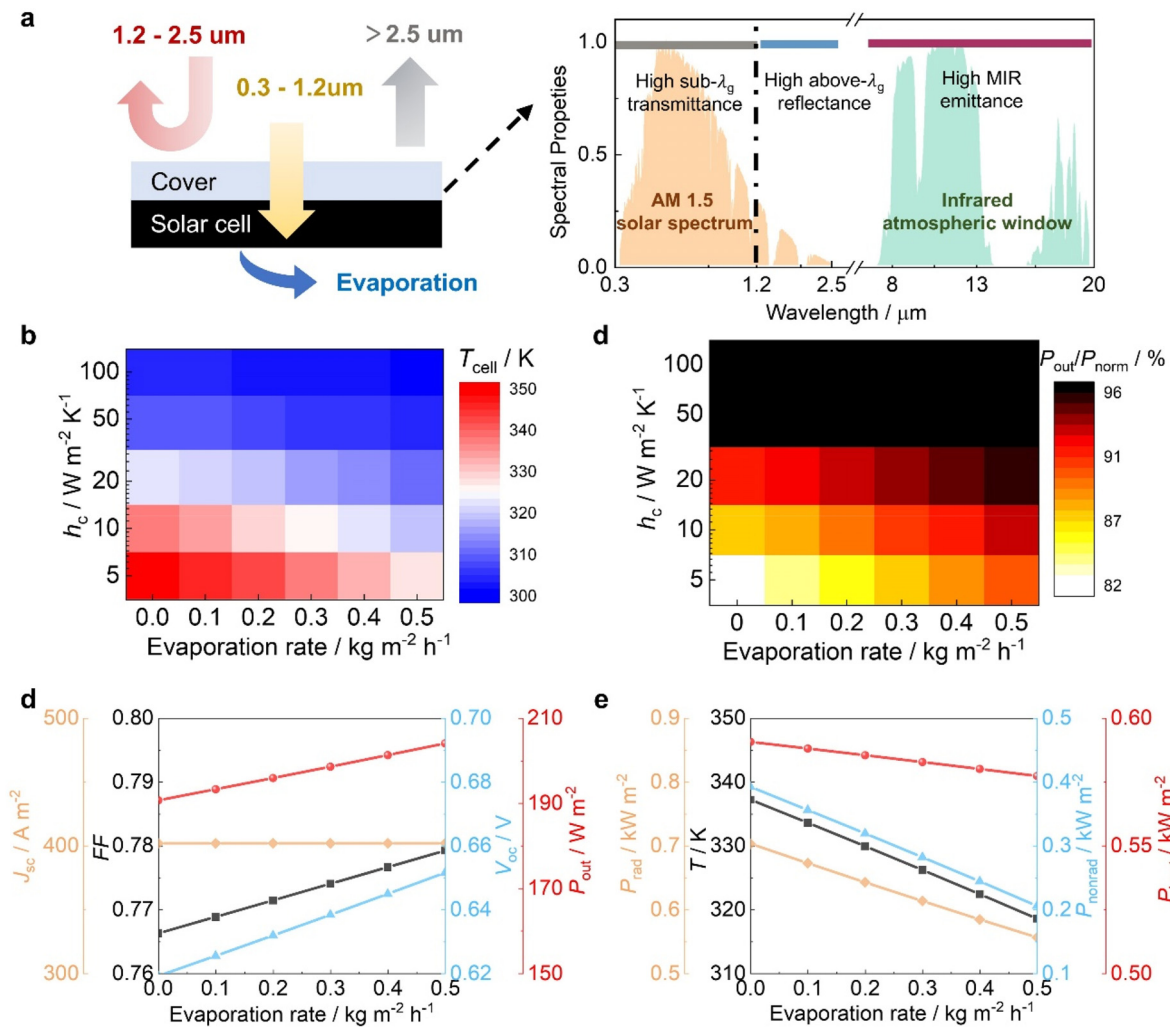 a
1.2 - 2.5 um
> 2.5 um
0.3 - 1.2um
Cover
Solar cell
Evaporation
Spectral Propeties
1.0
0.5
0.0
High sub-λg
transmittance
High above-λg
reflectance
High MIR
emittance
AM 1.5
solar spectrum
Infrared
atmospheric window
0.3 1.2 2.5 8 13 20
Wavelength / μm
b
hc / W m-2 K-1
100
50
20
10
5
0.0 0.1 0.2 0.3 0.4 0.5
Evaporation rate / kg m-2 h-1
Tcell / K
350
340
330
320
310
300
d
hc / W m-2 K-1
100
50
20
10
5
0 0.1 0.2 0.3 0.4 0.5
Evaporation rate / kg m-2 h-1
Pout/Pnorm / %
96
91
87
82
d
Jsc / A m-2
500
400
300
FF
0.80
0.79
0.78
0.77
0.76
0.0 0.1 0.2 0.3 0.4 0.5
Evaporation rate / kg m-2 h-1
Voc / V
0.70
0.68
0.66
0.64
0.62
Pout / W m-2
210
190
170
150
e
Prad / kW m-2
0.9
0.8
0.7
0.6
0.5
T / K
350
340
330
320
310
0.0 0.1 0.2 0.3 0.4 0.5
Evaporation rate / kg m-2 h-1
Pnonrad / kW m-2
0.5
0.4
0.3
0.2
0.1
/ kW m-2
0.60
0.55
0.50